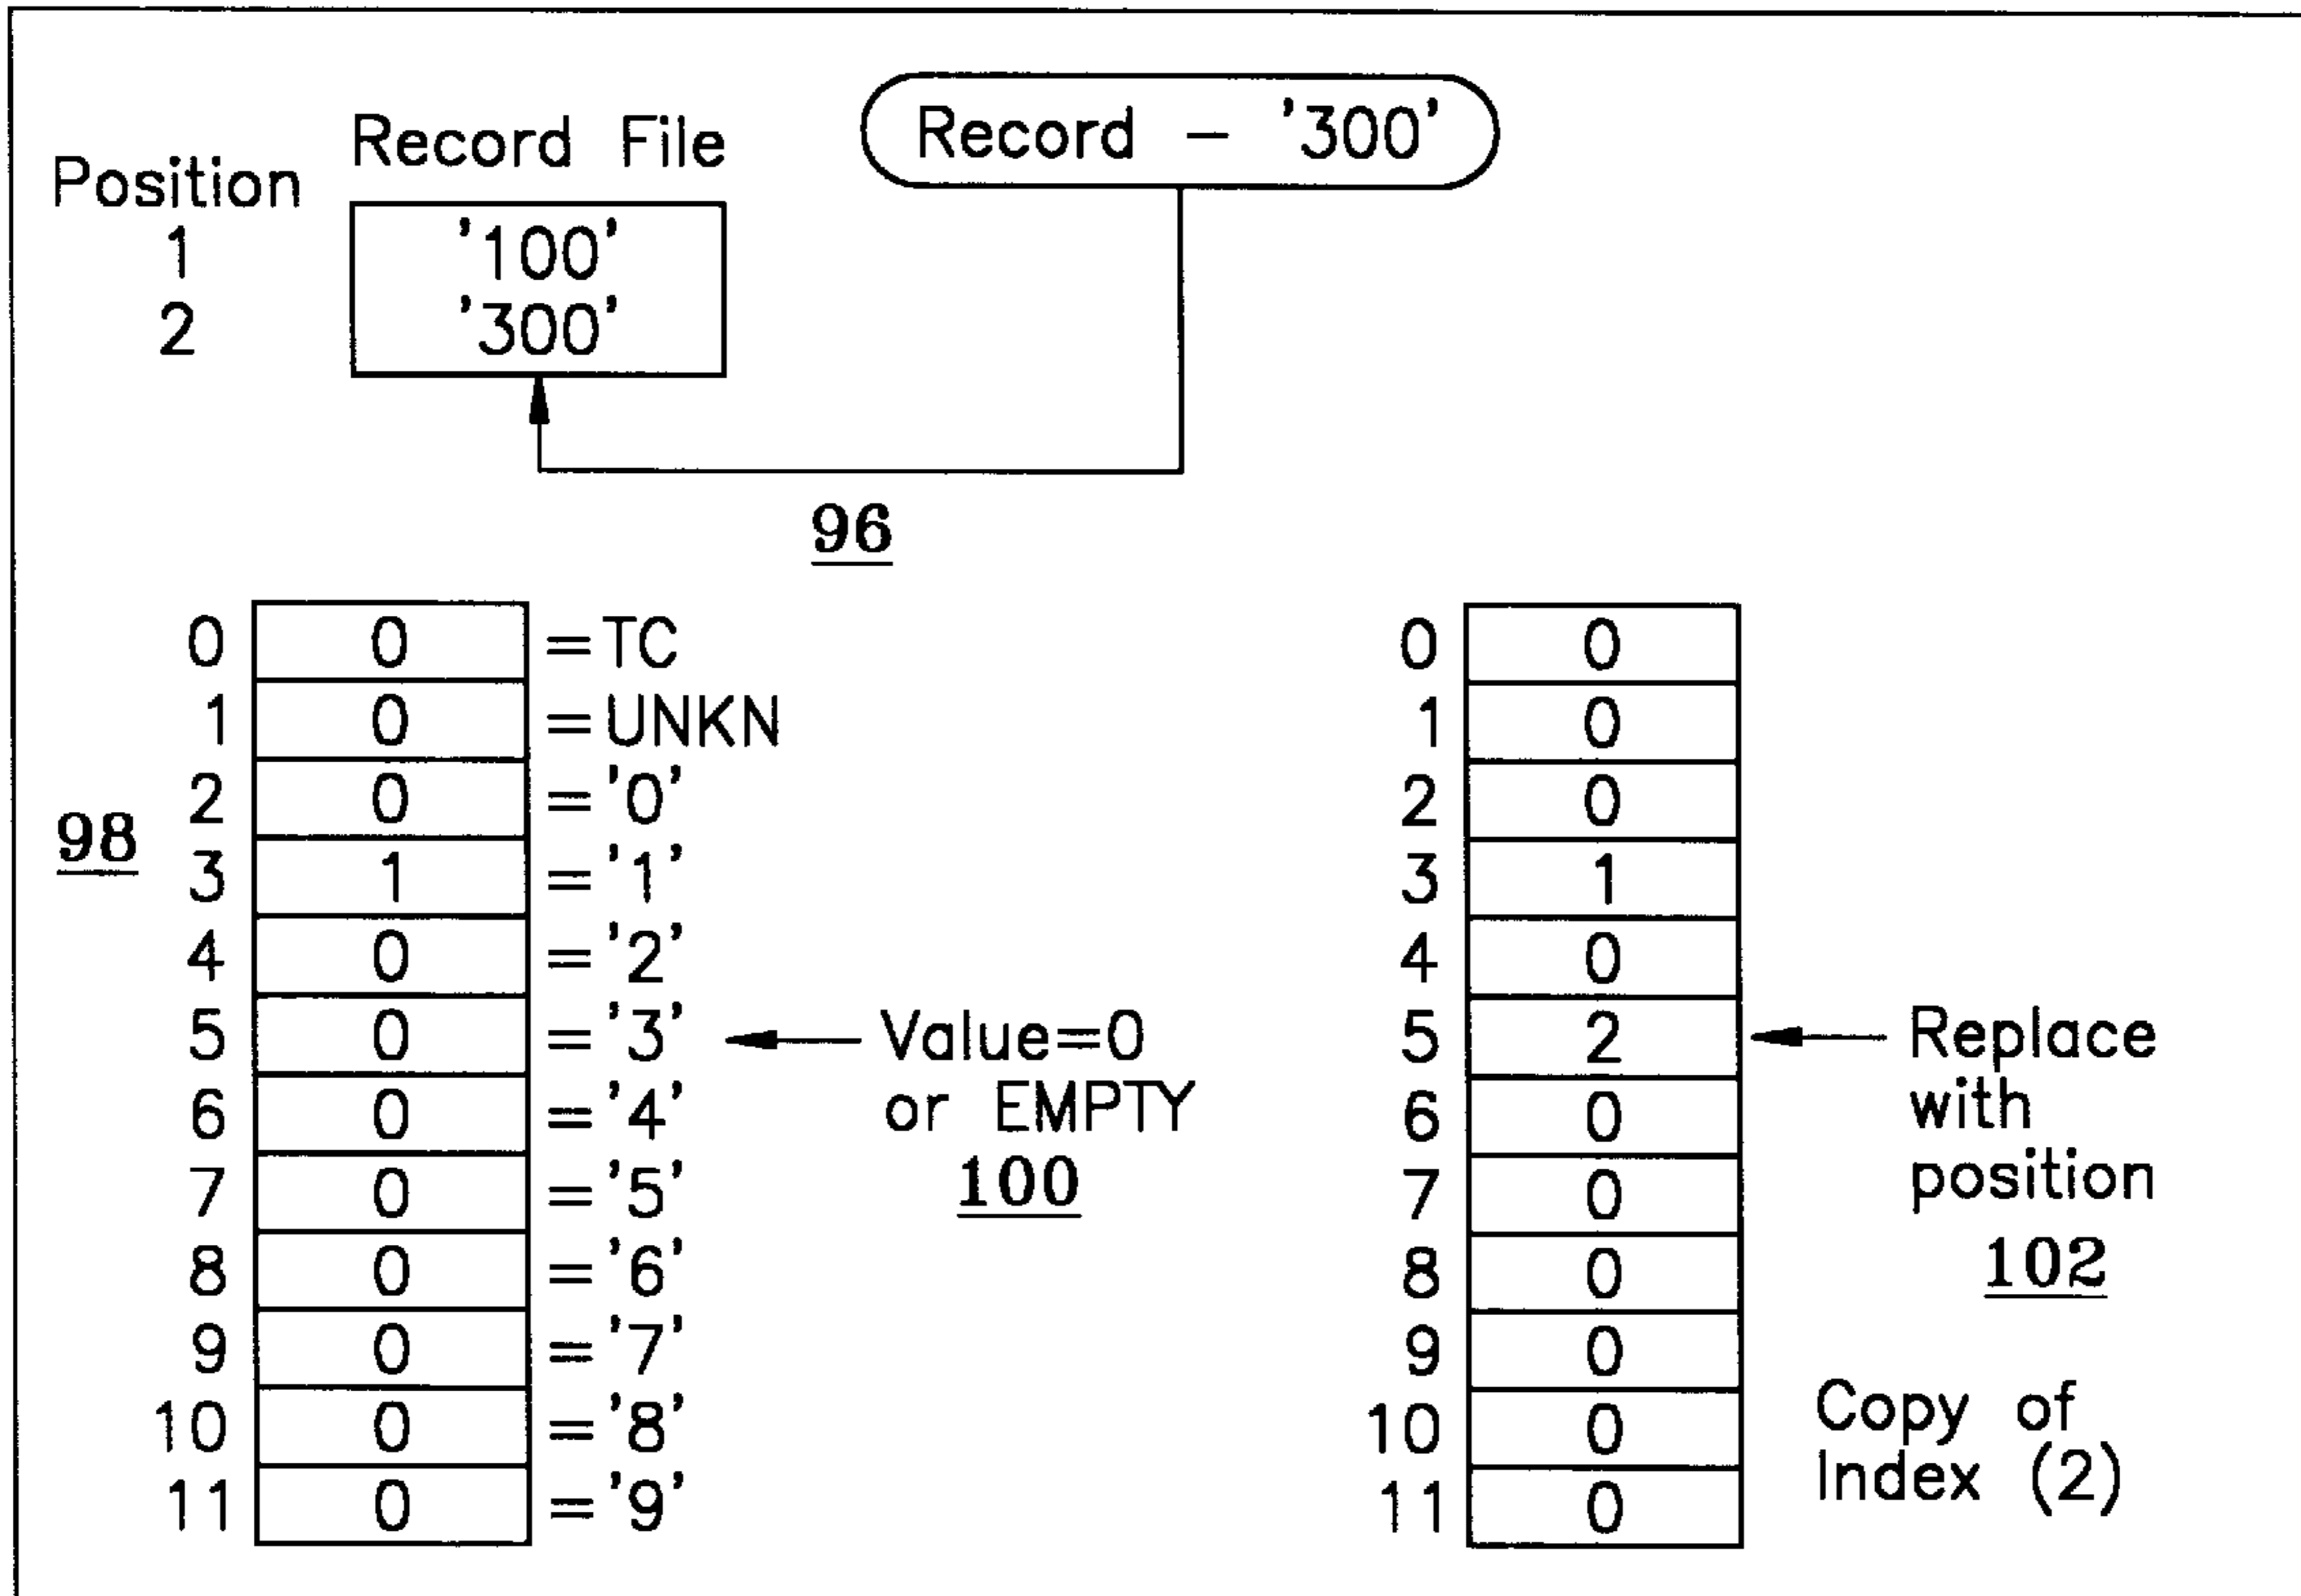 Record - '300'
Record File
Position
1 '100'
2 '300'
96
0 0 =TC
1 0 =UNKN
2 0 ='0'
98
3 1 ='1'
4 0 ='2'
5 0 ='3'
6 0 ='4'
7 0 ='5'
8 0 ='6'
9 0 ='7'
10 0 ='8'
11 0 ='9'
Value=0
or EMPTY
100
0 0
1 0
2 0
3 1
4 0
5 2
6 0
7 0
8 0
9 0
10 0
11 0
Replace
with
position
102
Copy of
Index (2)